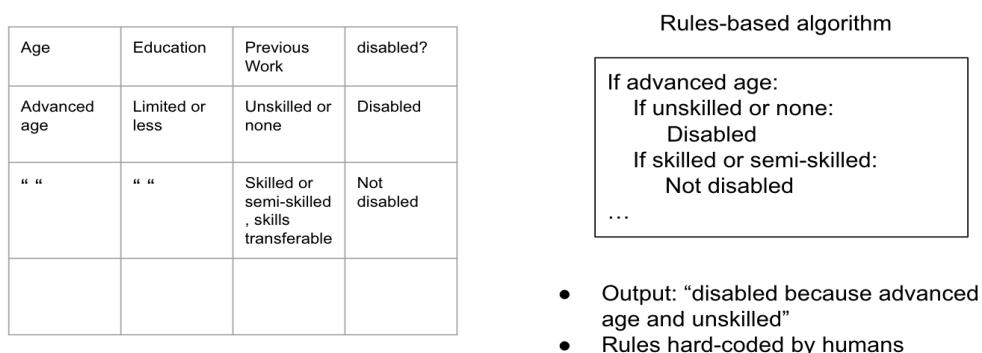 Age
Education
Previous
Work
disabled?
Advanced
age
Limited or
less
Unskilled or
none
Disabled
“ “
“ “
Skilled or
semi-skilled
, skills
transferable
Not
disabled
Rules-based algorithm
If advanced age:
If unskilled or none:
Disabled
If skilled or semi-skilled:
Not disabled
…
● Output: “disabled because advanced
age and unskilled”
● Rules hard-coded by humans